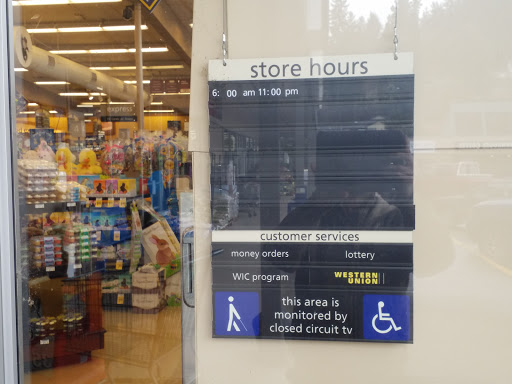 express
store hours
6: 00 am 11: 00 pm
customer services
money orders lottery
WIC program WESTERN UNION
this area is
monitored by
closed circuit tv